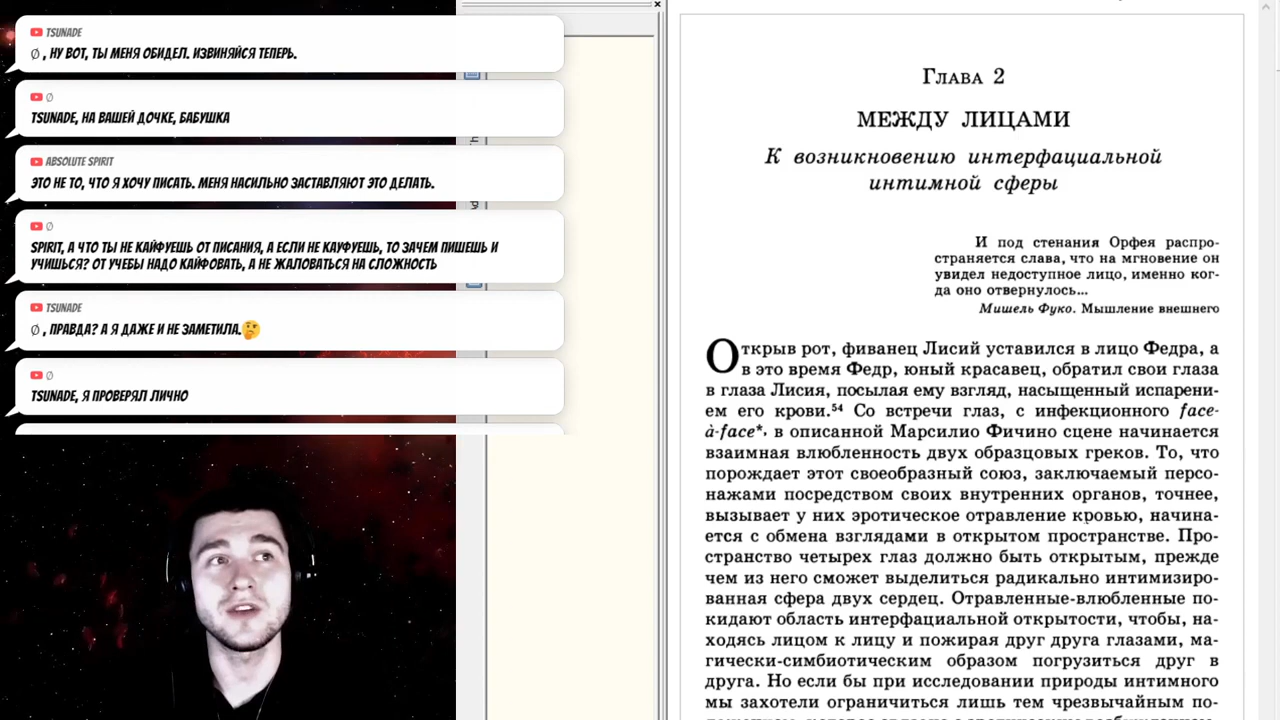 TSUNADE
Ø , НУ ВОТ, ТЫ МЕНЯ ОБИДЕЛ. ИЗВИНЯЙСЯ ТЕПЕРЬ.
Ø
TSUNADE, НА ВАШЕЙ ДОЧКЕ, БАБУШКА
ABSOLUTE SPIRIT
ЭТО НЕ ТО, ЧТО Я ХОЧУ ПИСАТЬ. МЕНЯ НАСИЛЬНО ЗАСТАВЛЯЮТ ЭТО ДЕЛАТЬ.
Ø
SPIRIT, А ЧТО ТЫ НЕ КАЙФУЕШЬ ОТ ПИСАНИЯ, А ЕСЛИ НЕ КАУФУЕШЬ, ТО ЗАЧЕМ ПИШЕШЬ И
УЧИШЬСЯ? ОТ УЧЕБЫ НАДО КАЙФОВАТЬ, А НЕ ЖАЛОВАТЬСЯ НА СЛОЖНОСТЬ
TSUNADE
Ø , ПРАВДА? А Я ДАЖЕ И НЕ ЗАМЕТИЛА.🤔
Ø
TSUNADE, Я ПРОВЕРЯЛ ЛИЧНО
Глава 2
МЕЖДУ ЛИЦАМИ
К возникновению интерфациальной
интимной сферы
И под стенания Орфея распро-
страняется слава, что на мгновение он
увидел недоступное лицо, именно ког-
да оно отвернулось...
Мишель Фуко. Мышление внешнего
Открыв рот, фиванец Лисий уставился в лицо Федра, а
в это время Федр, юный красавец, обратил свои глаза
в глаза Лисия, посылая ему взгляд, насыщенный испарени-
ем его крови.⁵⁴ Со встречи глаз, с инфекционного face-
à-face*, в описанной Марсилио Фичино сцене начинается
взаимная влюбленность двух образцовых греков. То, что
порождает этот своеобразный союз, заключаемый персо-
нажами посредством своих внутренних органов, точнее,
вызывает у них эротическое отравление кровью, начина-
ется с обмена взглядами в открытом пространстве. Про-
странство четырех глаз должно быть открытым, прежде
чем из него сможет выделиться радикально интимизиро-
ванная сфера двух сердец. Отравленные-влюбленные по-
кидают область интерфациальной открытости, чтобы, на-
ходясь лицом к лицу и пожирая друг друга глазами, ма-
гически-симбиотическим образом погрузиться друг в
друга. Но если бы при исследовании природы интимного
мы захотели ограничиться лишь тем чрезвычайным по-